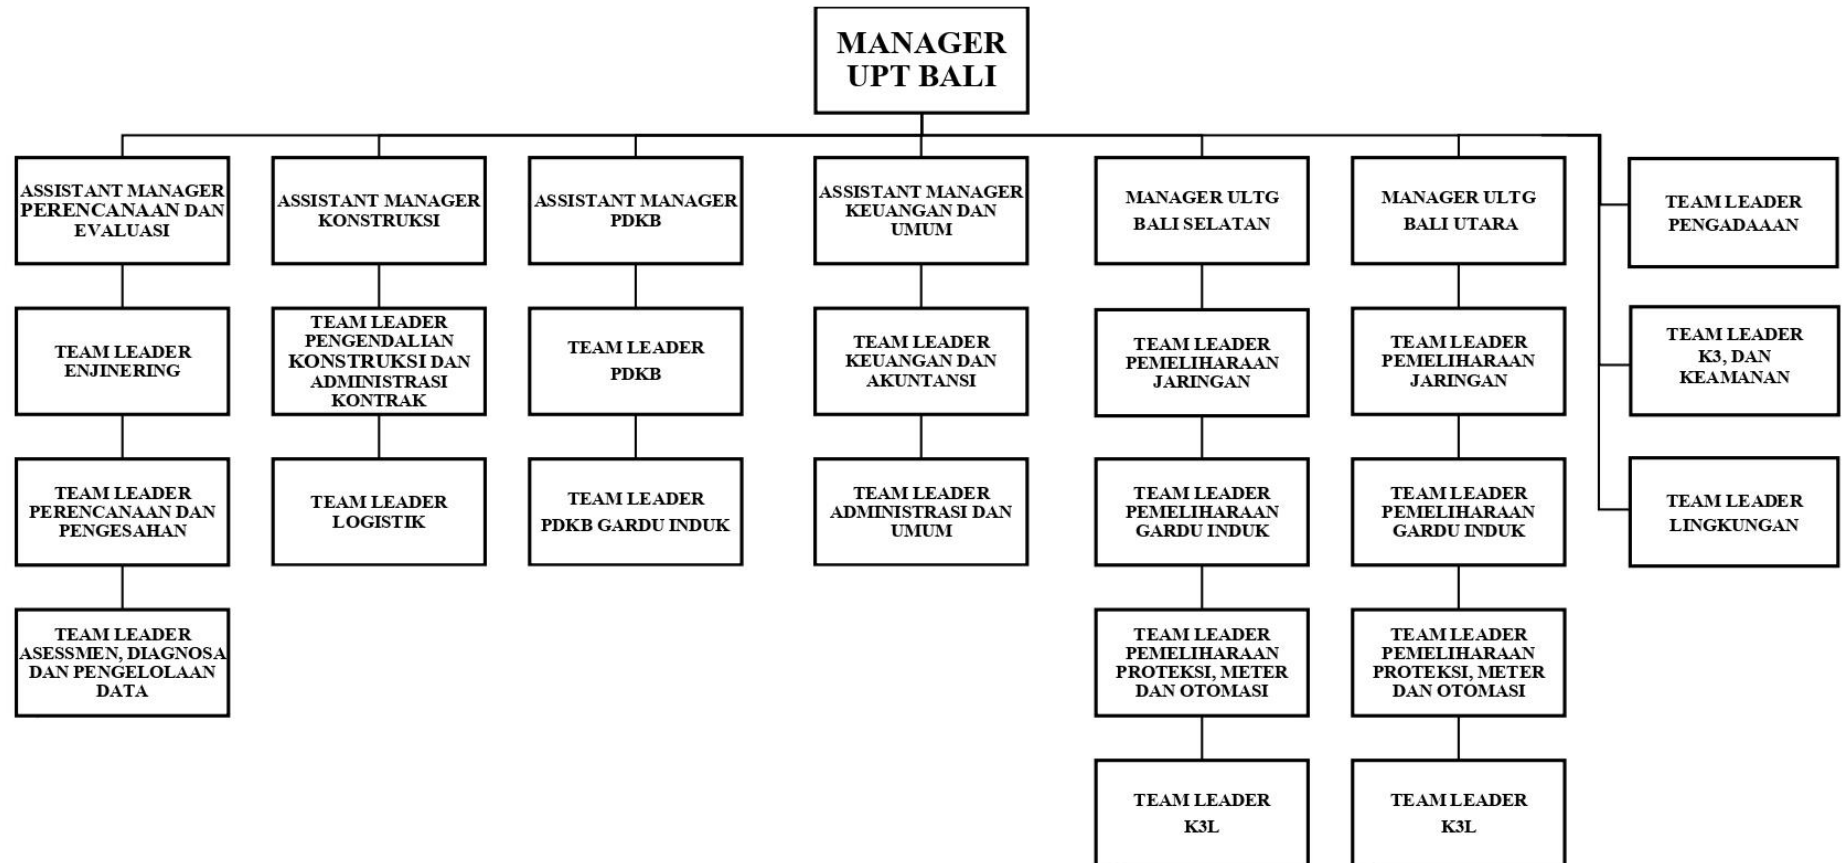 MANAGER
UPT BALI
ASSISTANT MANAGER
PERENCANAAN DAN
EVALUASI
ASSISTANT MANAGER
KONSTRUKSI
ASSISTANT MANAGER
PDKB
ASSISTANT MANAGER
KEUANGAN DAN
UMUM
MANAGER ULTG
BALI SELATAN
MANAGER ULTG
BALI UTARA
TEAM LEADER
PENGADAAAN
TEAM LEADER
ENJINERING
TEAM LEADER
PENGENDALIAN
KONSTRUKSI DAN
ADMINISTRASI
KONTRAK
TEAM LEADER
PDKB
TEAM LEADER
KEUANGAN DAN
AKUNTANSI
TEAM LEADER
PEMELIHARAAN
JARINGAN
TEAM LEADER
PEMELIHARAAN
JARINGAN
TEAM LEADER
K3, DAN
KEAMANAN
TEAM LEADER
PERENCANAAN DAN
PENGESAHAN
TEAM LEADER
LOGISTIK
TEAM LEADER
PDKB GARDU INDUK
TEAM LEADER
ADMINISTRASI DAN
UMUM
TEAM LEADER
PEMELIHARAAN
GARDU INDUK
TEAM LEADER
PEMELIHARAAN
GARDU INDUK
TEAM LEADER
LINGKUNGAN
TEAM LEADER
ASESSMEN, DIAGNOSA
DAN PENGELOLAAN
DATA
TEAM LEADER
PEMELIHARAAN
PROTEKSI, METER
DAN OTOMASI
TEAM LEADER
PEMELIHARAAN
PROTEKSI, METER
DAN OTOMASI
TEAM LEADER
K3L
TEAM LEADER
K3L